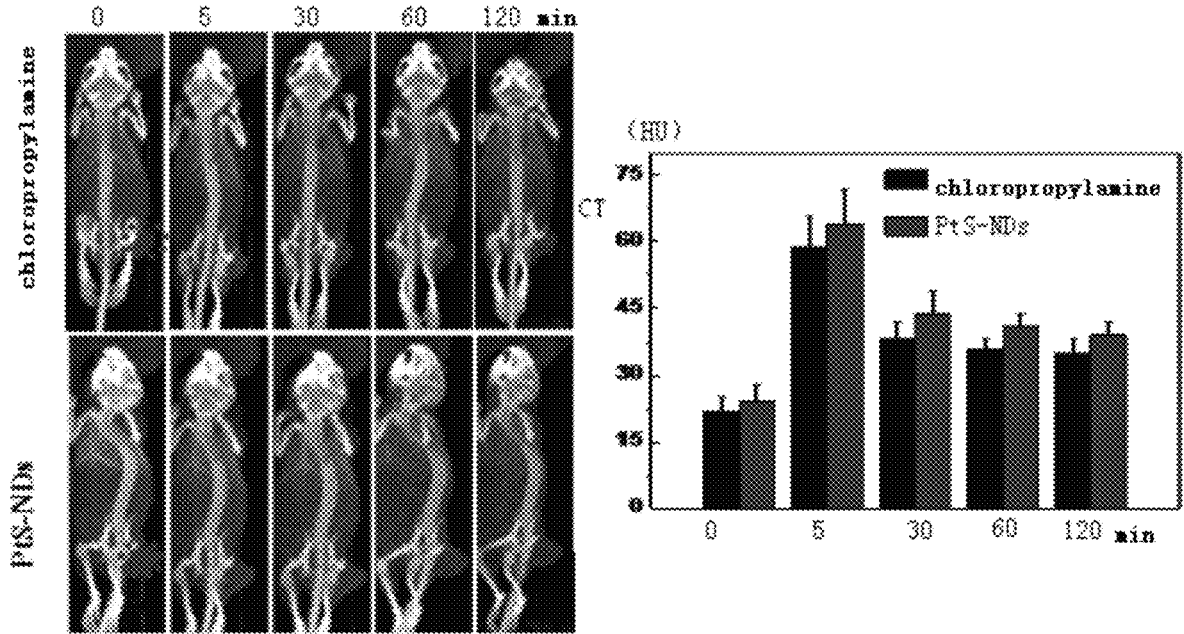 0 5 30 60 120 min
chloropropylamine
PtS-NDs
(HU)
CT
75
60
45
30
15
0
chloropropylamine
PtS-NDs
0 5 30 60 120 min